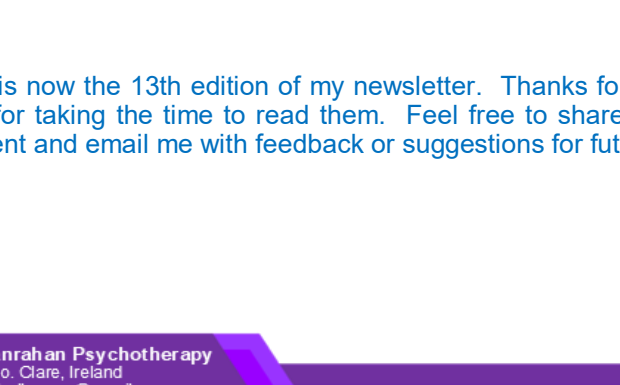 is now the 13th edition of my newsletter. Thanks fo
for taking the time to read them. Feel free to share
ent and email me with feedback or suggestions for fut
nrahan Psychotherapy
o. Clare, Ireland